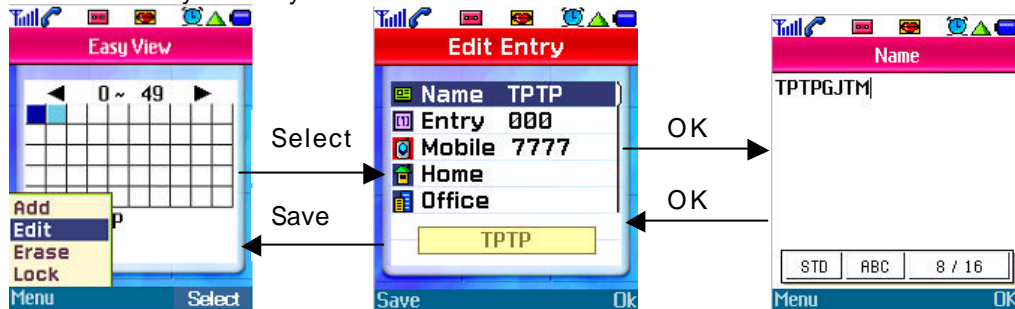 Easy View
0 ~ 49
Add
Edit
Erase
Lock
Menu Select
Select
Save
Edit Entry
Name TPTP
Entry 000
Mobile 7777
Home
Office
TPTP
Save Ok
OK
OK
Name
TPTPGJTM
STD ABC 8 / 16
Menu OK